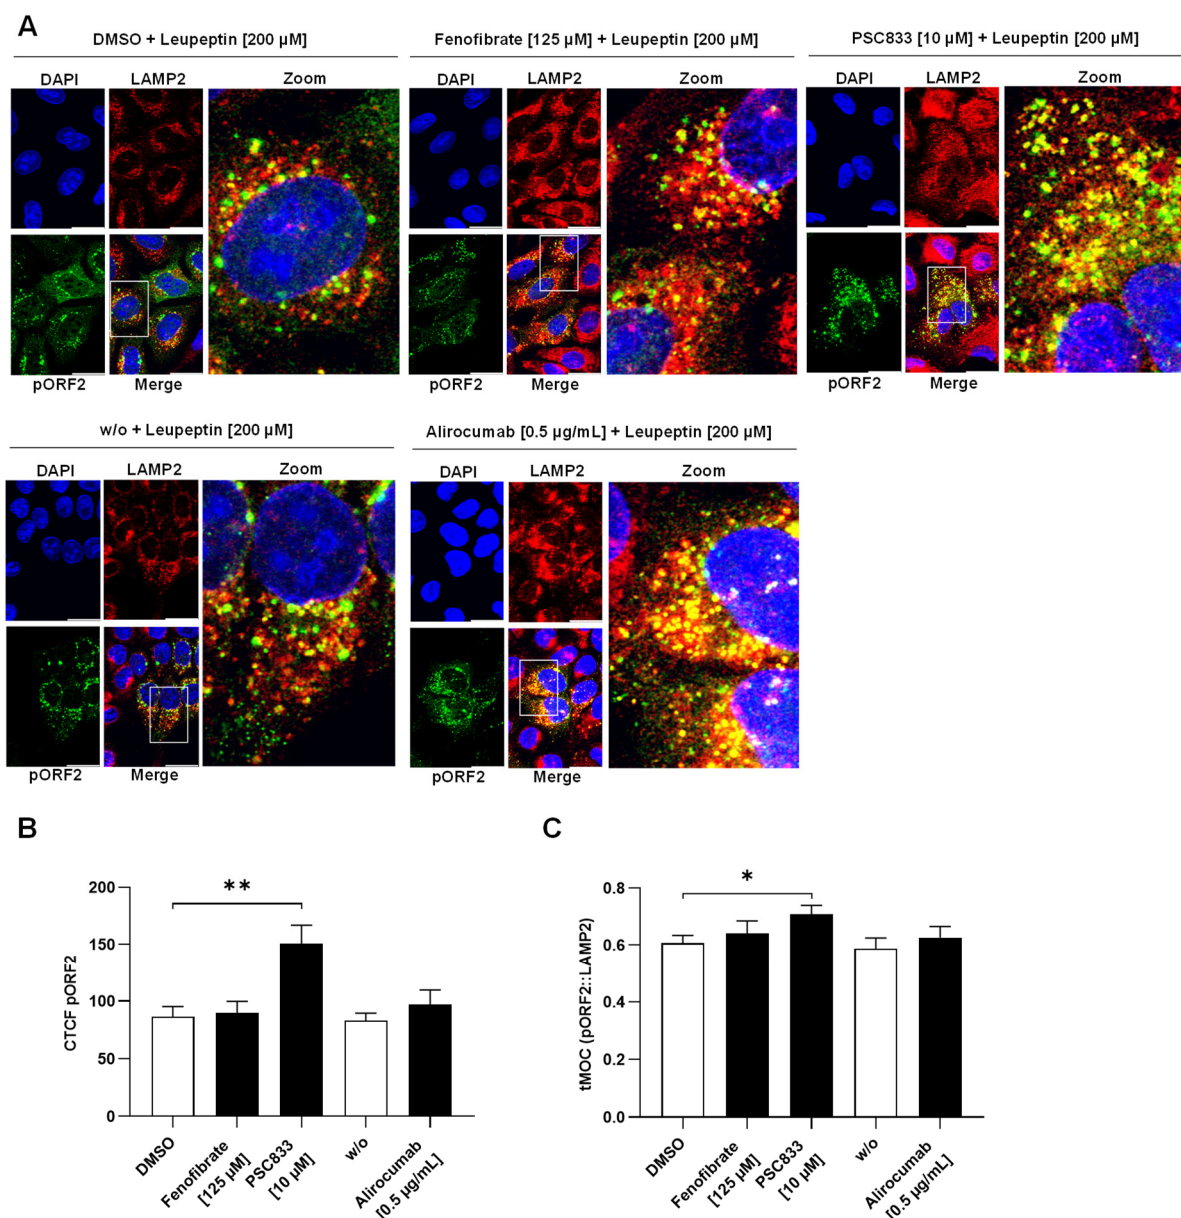 A
DMSO + Leupeptin [200 µM]
Fenofibrate [125 µM] + Leupeptin [200 µM]
PSC833 [10 µM] + Leupeptin [200 µM]
DAPI
LAMP2
Zoom
DAPI
LAMP2
Zoom
DAPI
LAMP2
Zoom
pORF2
Merge
pORF2
Merge
pORF2
Merge
w/o + Leupeptin [200 µM]
Alirocumab [0.5 µg/mL] + Leupeptin [200 µM]
DAPI
LAMP2
Zoom
DAPI
LAMP2
Zoom
pORF2
Merge
pORF2
Merge
B
CTCF pORF2
200
150
100
50
0
**
DMSO
Fenofibrate
[125 µM]
PSC833
[10 µM]
w/o
Alirocumab
[0.5 µg/mL]
C
tMOC (pORF2::LAMP2)
0.8
0.6
0.4
0.2
0.0
*
DMSO
Fenofibrate
[125 µM]
PSC833
[10 µM]
w/o
Alirocumab
[0.5 µg/mL]